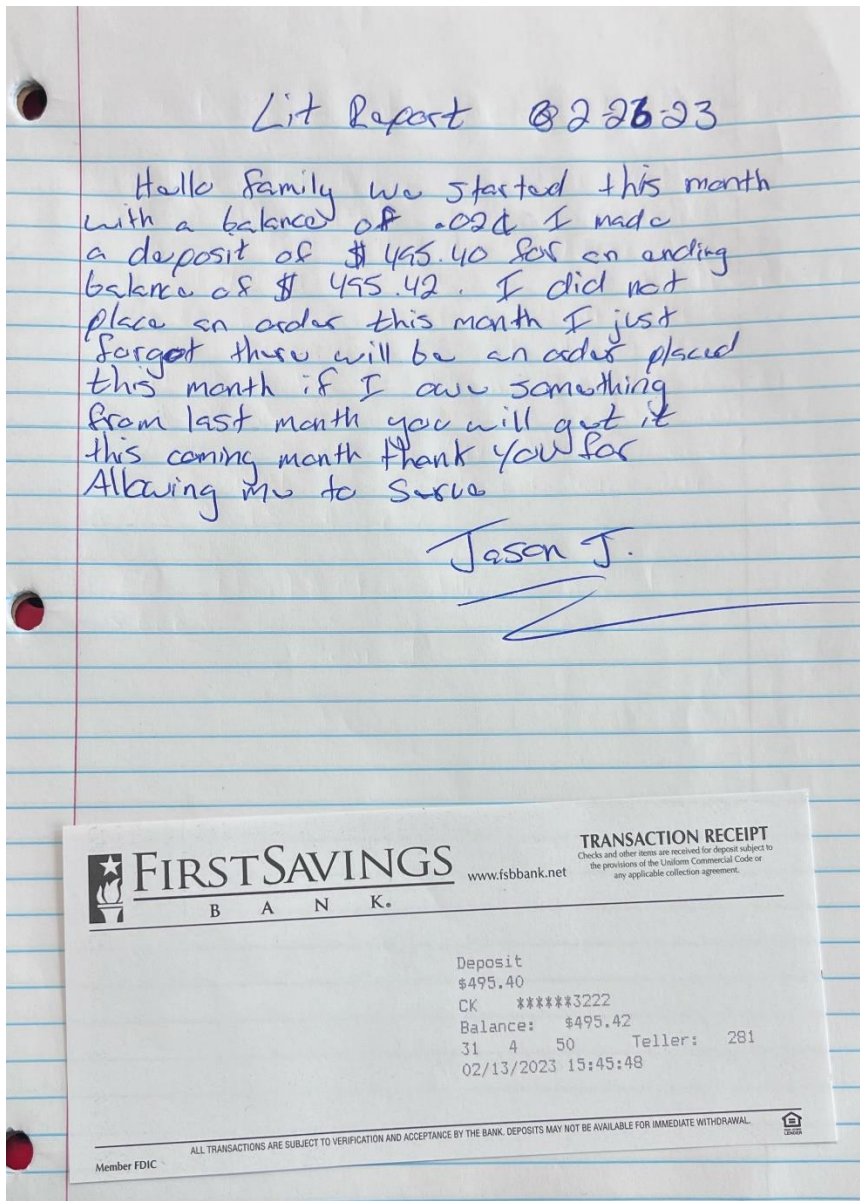 Lit Report 02-26-23
Hello family we started this month
with a balance of .02¢ I made
a deposit of $ 495.40 for an ending
balance of $ 495.42. I did not
place an order this month I just
forgot there will be an order placed
this month if I owe something
from last month you will get it
this coming month thank you for
Allowing me to Serve
Jason J.
FIRST SAVINGS
BANK.
www.fsbbank.net
TRANSACTION RECEIPT
Checks and other items are received for deposit subject to
the provisions of the Uniform Commercial Code or
any applicable collection agreement.
Deposit
$495.40
CK ******3222
Balance: $495.42
31 4 50 Teller: 281
02/13/2023 15:45:48
ALL TRANSACTIONS ARE SUBJECT TO VERIFICATION AND ACCEPTANCE BY THE BANK. DEPOSITS MAY NOT BE AVAILABLE FOR IMMEDIATE WITHDRAWAL.
Member FDIC